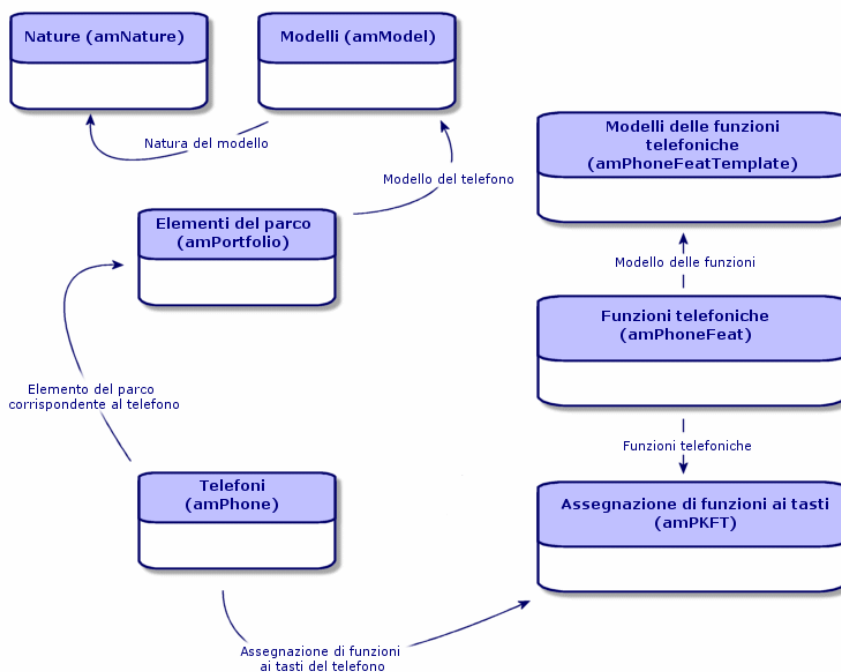 Nature (amNature)
Modelli (amModel)
Natura del modello
Modelli delle funzioni
telefoniche
(amPhoneFeatTemplate)
Modello del telefono
Elementi del parco
(amPortfolio)
Modello delle funzioni
Funzioni telefoniche
(amPhoneFeat)
Elemento del parco
corrispondente al telefono
Funzioni telefoniche
Telefoni
(amPhone)
Assegnazione di funzioni ai tasti
(amPKFT)
Assegnazione di funzioni
ai tasti del telefono